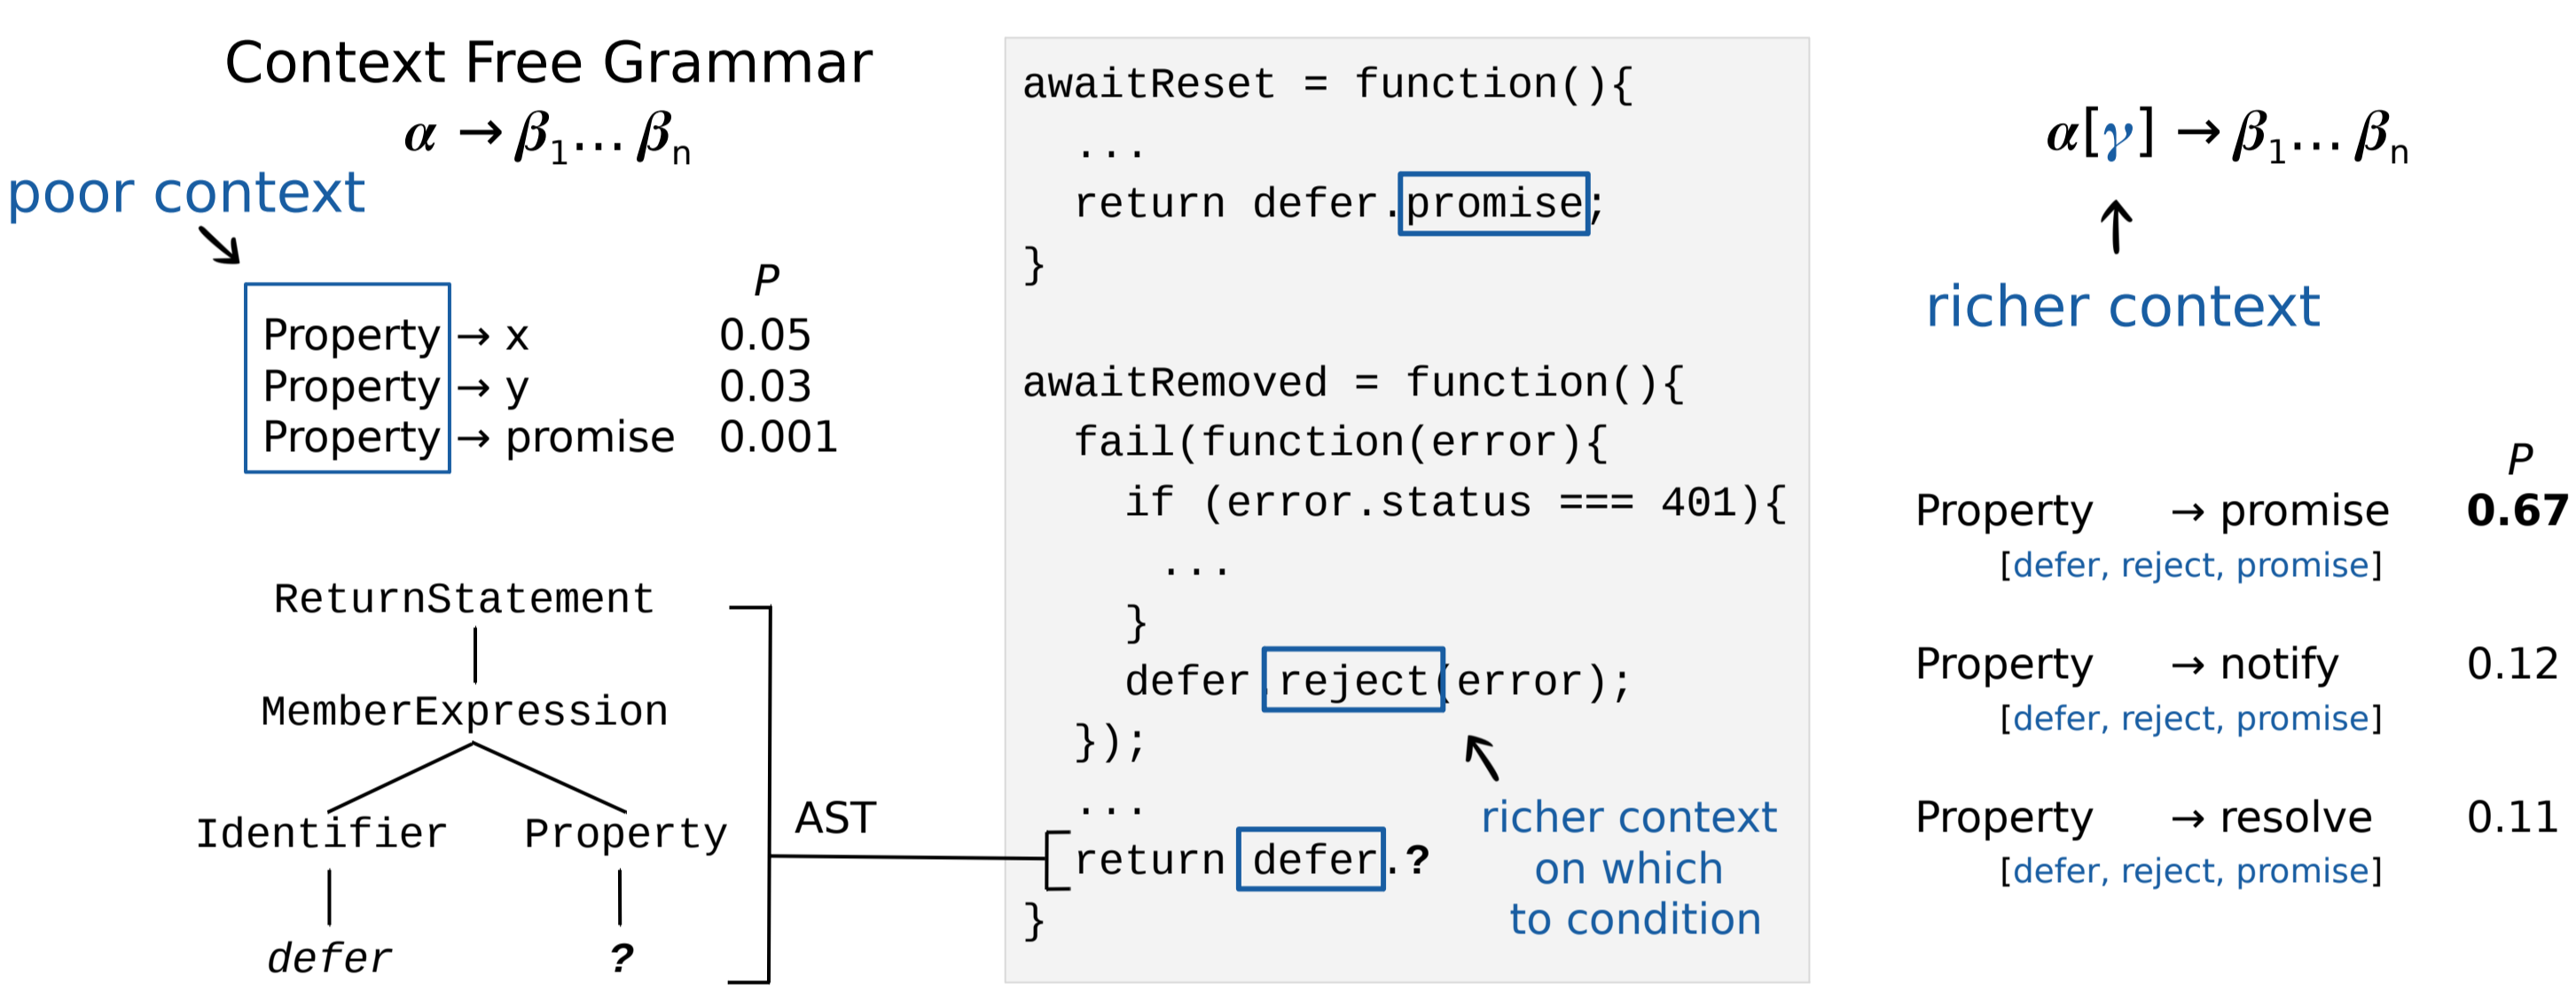 Context Free Grammar
α → β1... βn
poor context
P
Property → x 0.05
Property → y 0.03
Property → promise 0.001
ReturnStatement
MemberExpression
Identifier Property
defer ?
AST
awaitReset = function(){
...
return defer.promise;
}
awaitRemoved = function(){
fail(function(error){
if (error.status === 401){
...
}
defer.reject(error);
});
...
return defer.?
}
richer context
on which
to condition
α[γ] → β1... βn
richer context
P
Property → promise 0.67
[defer, reject, promise]
Property → notify 0.12
[defer, reject, promise]
Property → resolve 0.11
[defer, reject, promise]